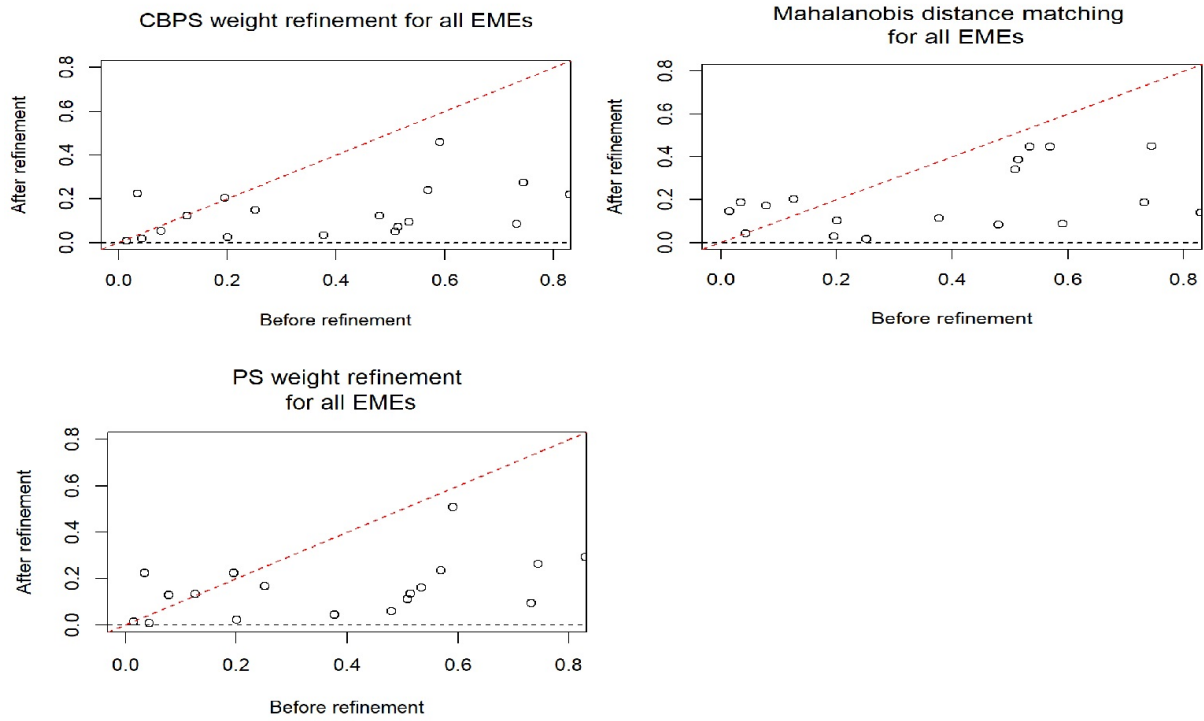 CBPS weight refinement for all EMEs
After refinement
0.8
0.6
0.4
0.2
0.0
0.0 0.2 0.4 0.6 0.8
Before refinement
Mahalanobis distance matching
for all EMEs
After refinement
0.8
0.6
0.4
0.2
0.0
0.0 0.2 0.4 0.6 0.8
Before refinement
PS weight refinement
for all EMEs
After refinement
0.8
0.6
0.4
0.2
0.0
0.0 0.2 0.4 0.6 0.8
Before refinement